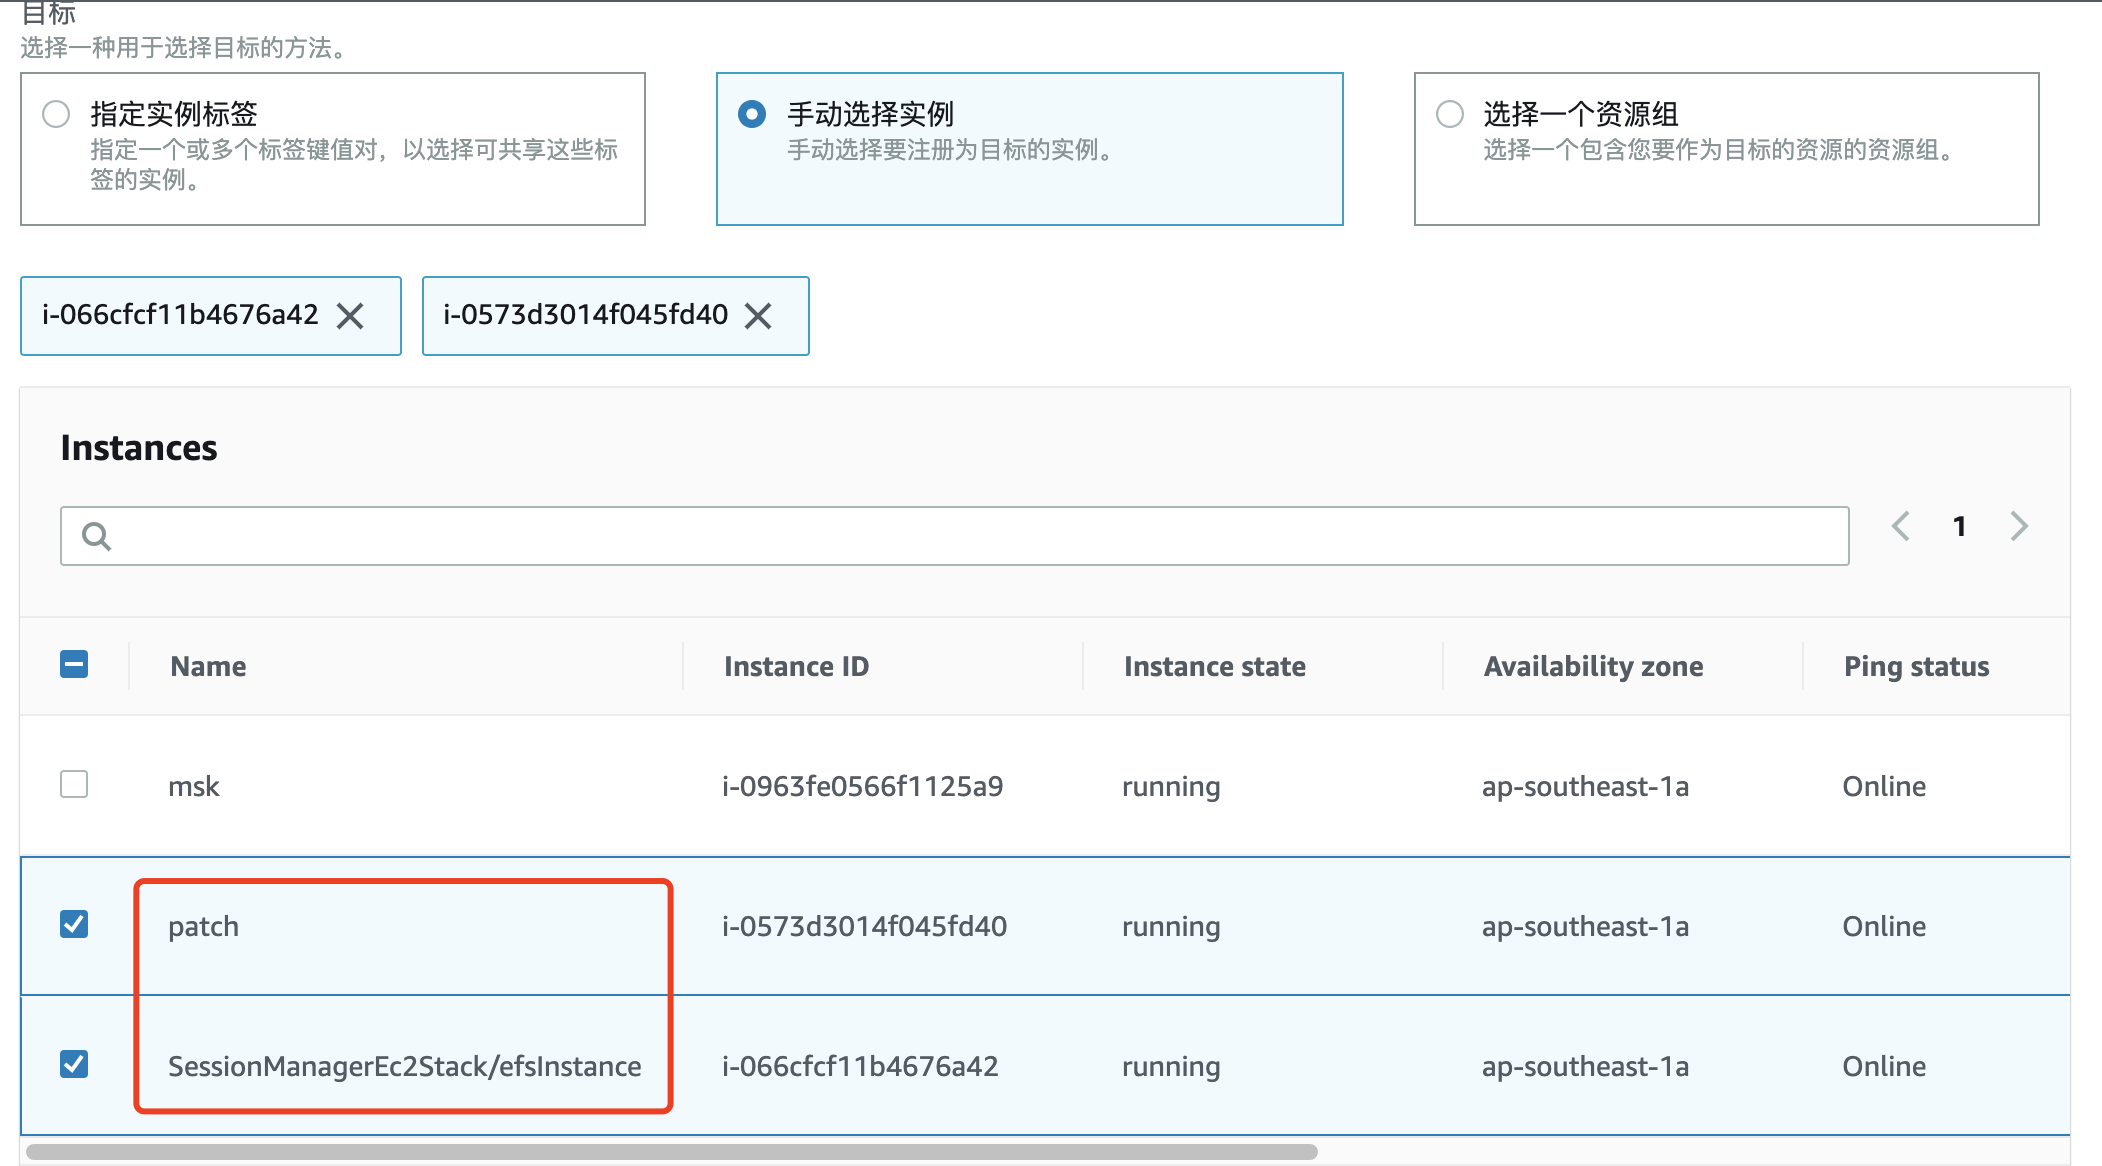 目标
选择一种用于选择目标的方法。
指定实例标签
指定一个或多个标签键值对，以选择可共享这些标
签的实例。
手动选择实例
手动选择要注册为目标的实例。
选择一个资源组
选择一个包含您要作为目标的资源的资源组。
i-066cfcf11b4676a42
i-0573d3014f045fd40
Instances
1
Name Instance ID Instance state Availability zone Ping status
msk i-0963fe0566f1125a9 running ap-southeast-1a Online
patch i-0573d3014f045fd40 running ap-southeast-1a Online
SessionManagerEc2Stack/efsInstance i-066cfcf11b4676a42 running ap-southeast-1a Online